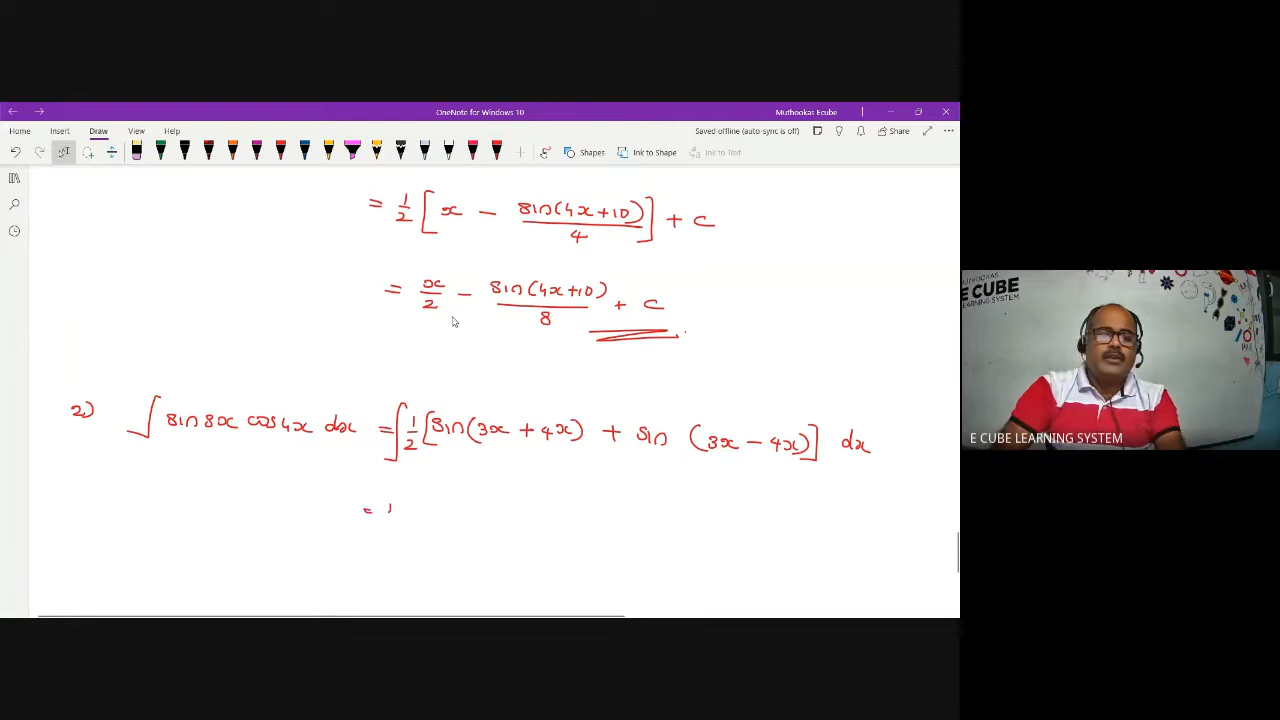 OneNote for Windows 10
Muthookas Ecube
Home Insert Draw View Help
Saved offline (auto-sync is off)
Share
Shapes
Ink to Shape
Ink to Text
= 1/2 [ x − sin(4x+10)/4 ] + c
= x/2 − sin(4x+10)/8 + c
2) ∫ sin 3x cos 4x dx = ∫ 1/2 [sin(3x + 4x) + sin (3x − 4x)] dx
= 1
MUTHOOKAS
E CUBE
LEARNING SYSTEM
E CUBE LEARNING SYSTEM